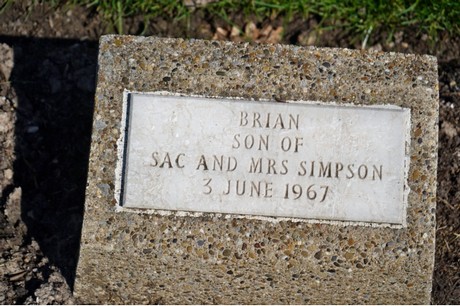 BRIAN
SON OF
SAC AND MRS SIMPSON
3 JUNE 1967